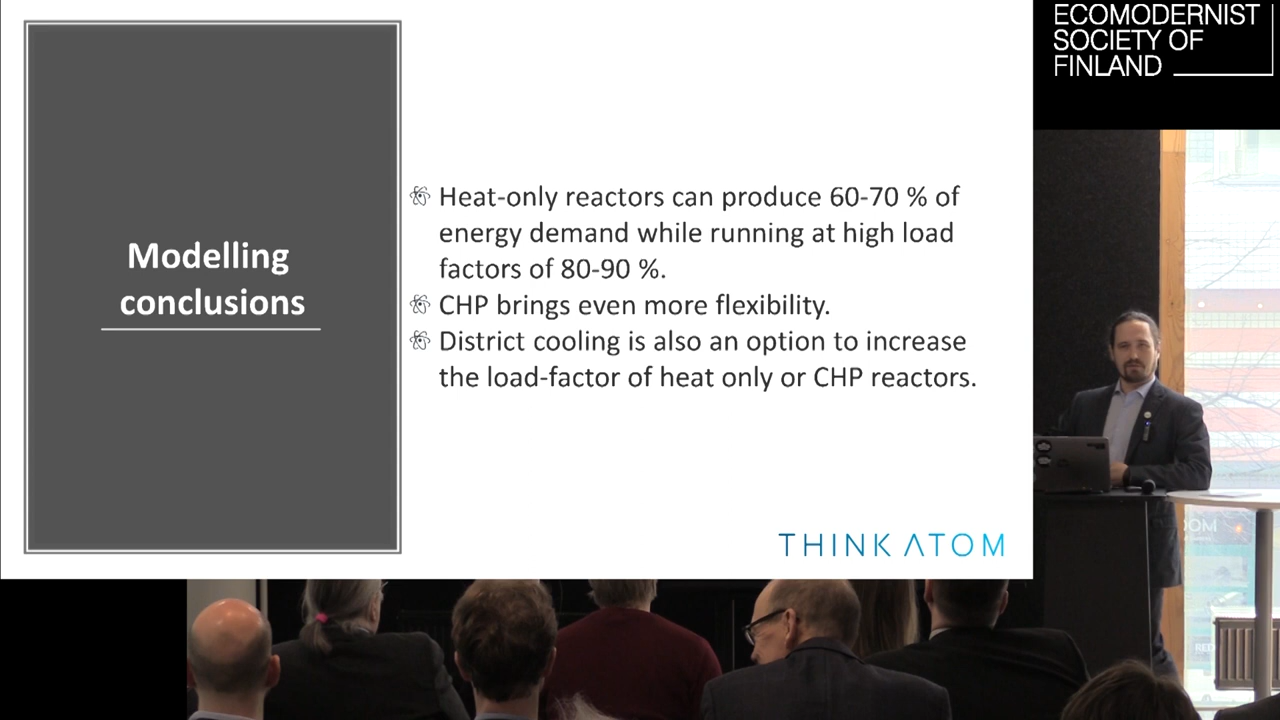 ECOMODERNIST
SOCIETY OF
FINLAND
Modelling
conclusions
Heat-only reactors can produce 60-70 % of
energy demand while running at high load
factors of 80-90 %.
CHP brings even more flexibility.
District cooling is also an option to increase
the load-factor of heat only or CHP reactors.
THINK ATOM